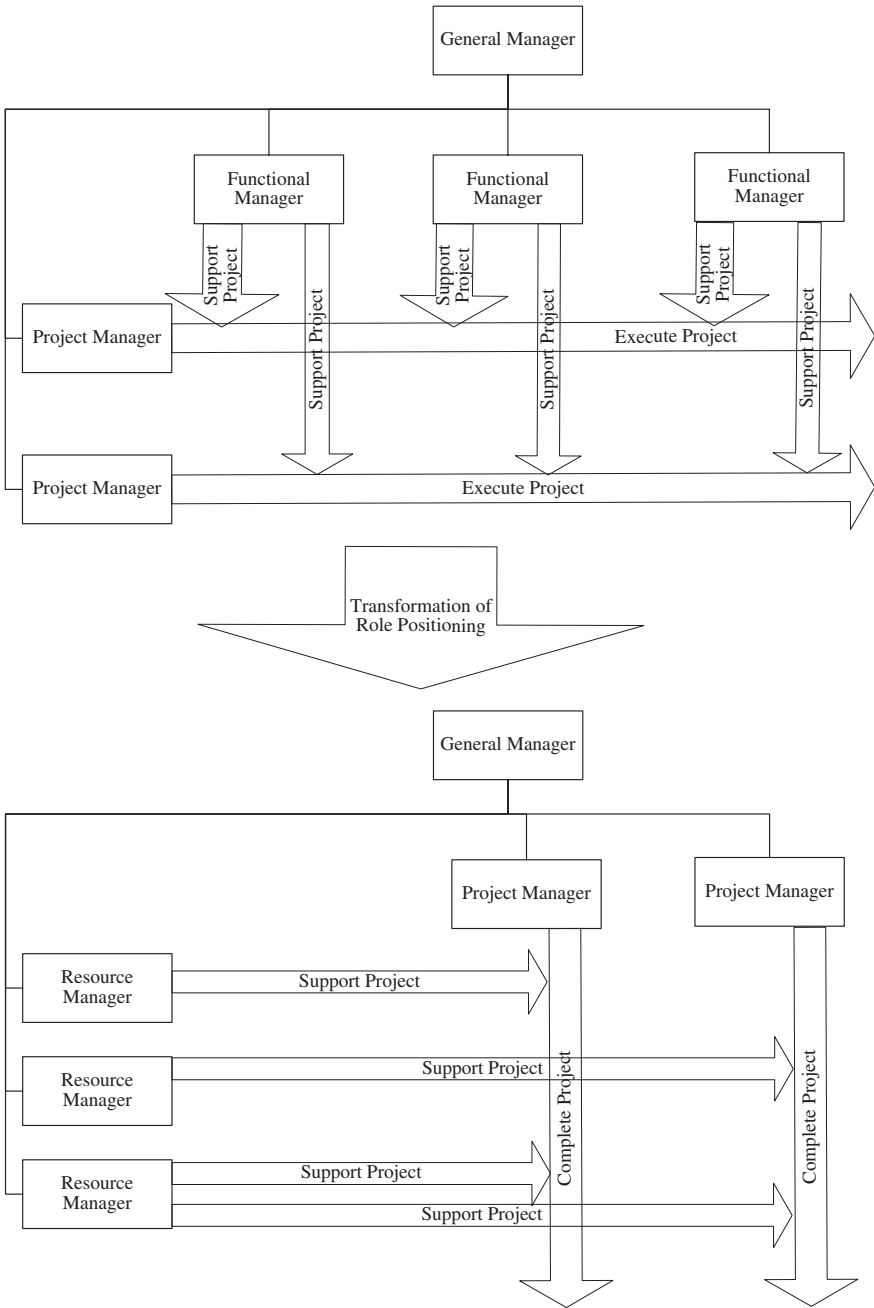 General Manager
Functional
Manager
Functional
Manager
Functional
Manager
Support
Project
Support Project
Support
Project
Support Project
Support
Project
Support Project
Project Manager
Execute Project
Project Manager
Execute Project
Transformation of
Role Positioning
General Manager
Project Manager
Project Manager
Resource
Manager
Support Project
Resource
Manager
Support Project
Complete Project
Complete Project
Resource
Manager
Support Project
Support Project